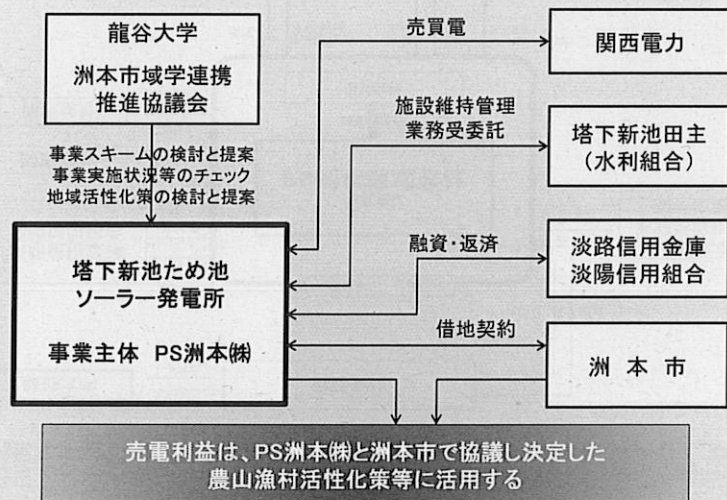 龍谷大学
洲本市域学連携
推進協議会
売買電
関西電力
施設維持管理
業務受委託
塔下新池田主
（水利組合）
事業スキームの検討と提案
事業実施状況等のチェック
地域活性化策の検討と提案
塔下新池ため池
ソーラー発電所
事業主体 PS洲本㈱
融資・返済
淡路信用金庫
淡陽信用組合
借地契約
洲本市
売電利益は、PS洲本㈱と洲本市で協議し決定した
農山漁村活性化策等に活用する